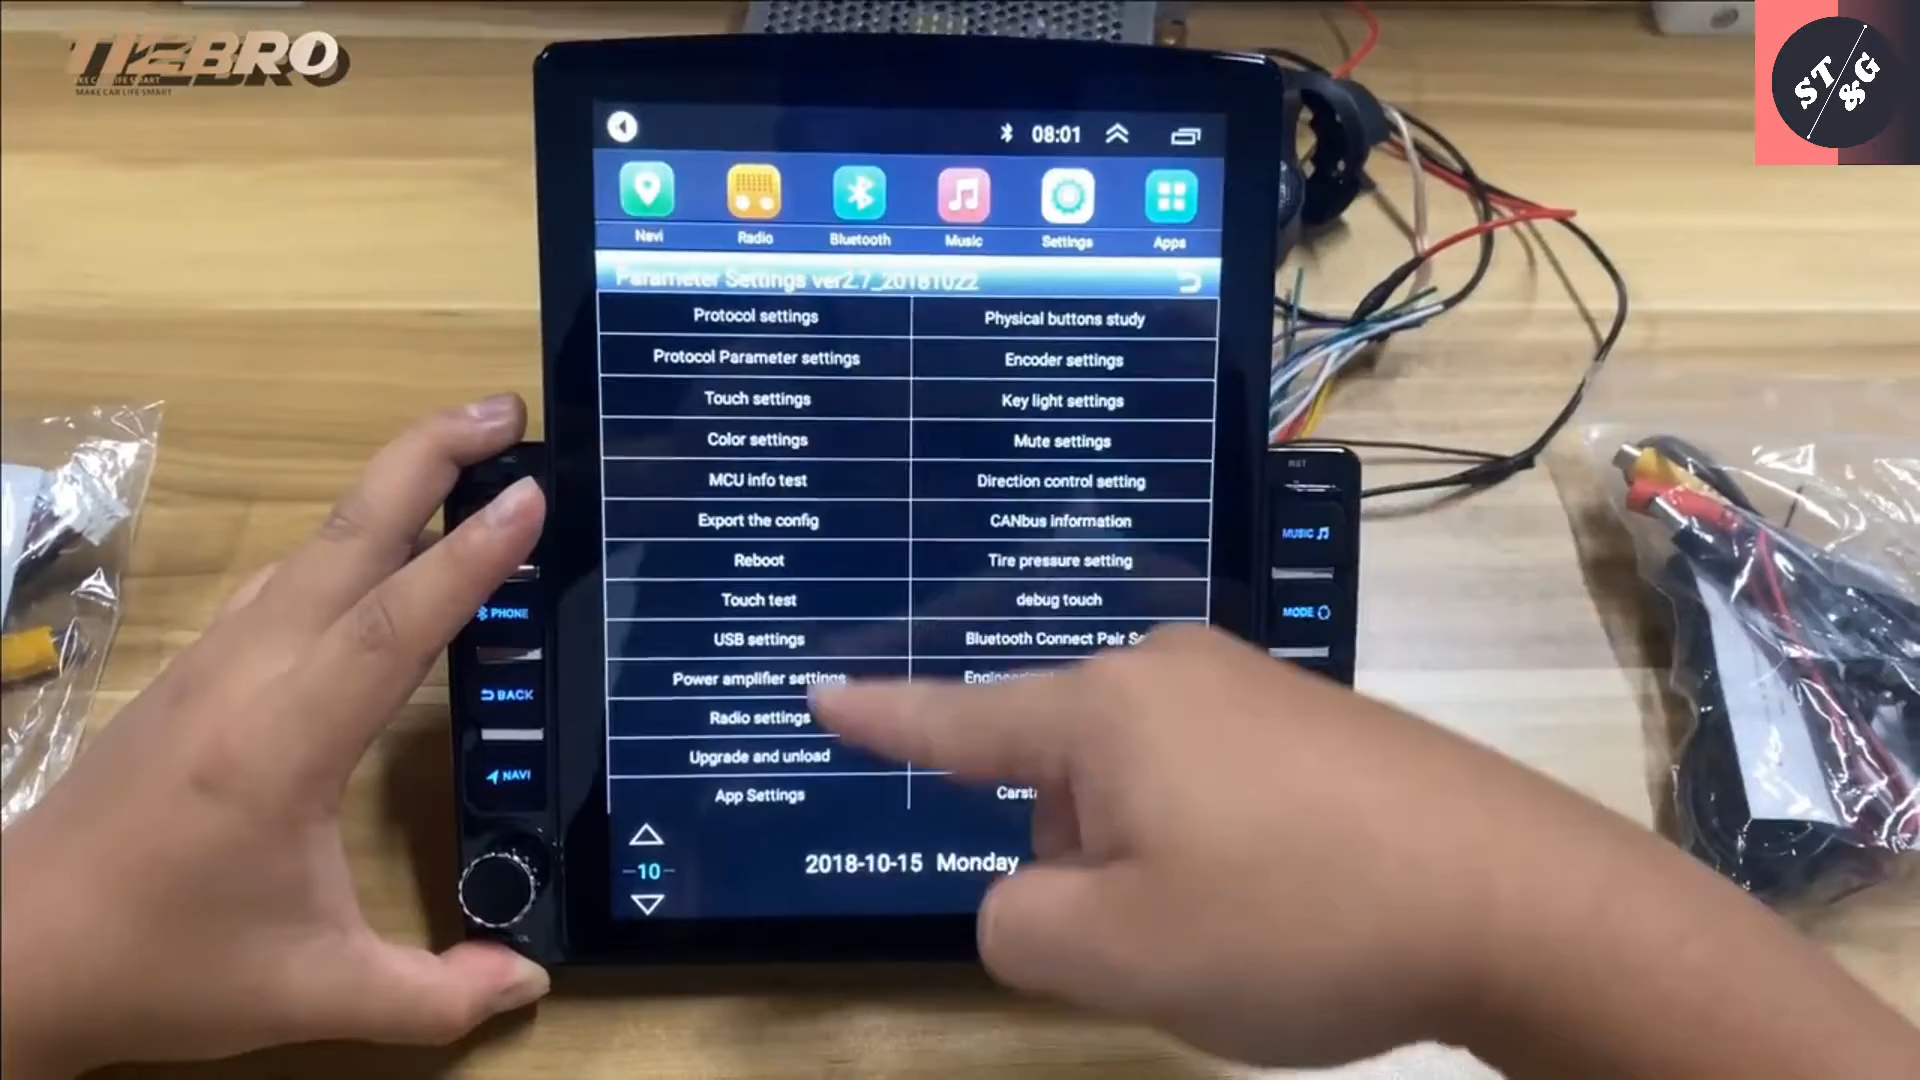 TIEBRO
MAKE CAR LIFE SMART
ST
&G
08:01
Navi
Radio
Bluetooth
Music
Settings
Apps
Parameter Settings ver2.7_20181022
Protocol settings
Physical buttons study
Protocol Parameter settings
Encoder settings
Touch settings
Key light settings
Color settings
Mute settings
MCU info test
Direction control setting
Export the config
CANbus information
Reboot
Tire pressure setting
Touch test
debug touch
USB settings
Bluetooth Connect Pair
Power amplifier settings
Radio settings
Upgrade and unload
App Settings
10
2018-10-15 Monday
PHONE
BACK
NAVI
RST
MUSIC
MODE